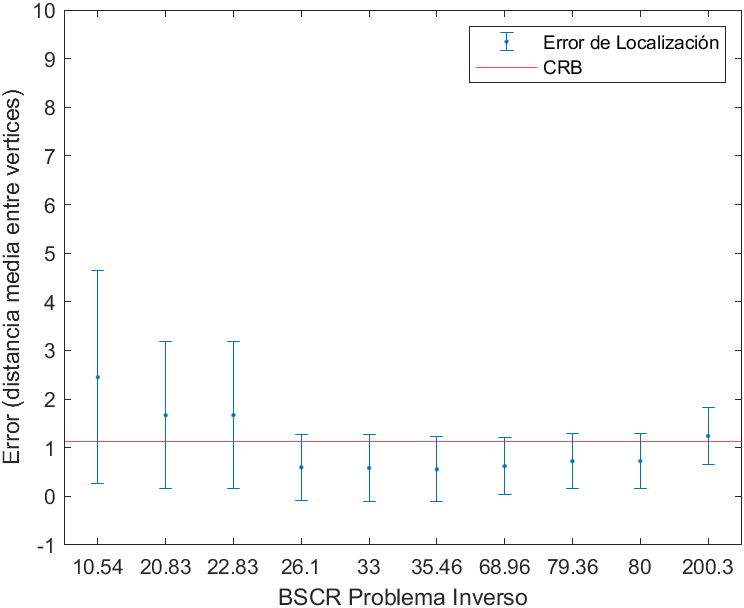 10
9
8
7
6
5
4
3
2
1
0
-1
Error (distancia media entre vertices)
Error de Localización
CRB
10.54 20.83 22.83 26.1 33 35.46 68.96 79.36 80 200.3
BSCR Problema Inverso